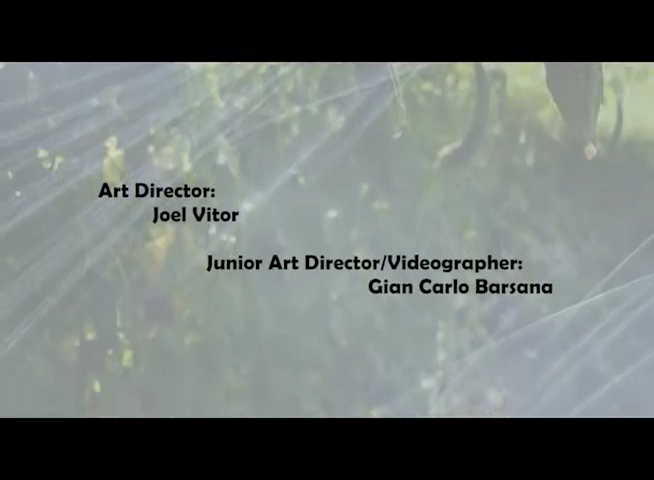 Art Director:
Joel Vitor
Junior Art Director/Videographer:
Gian Carlo Barsana